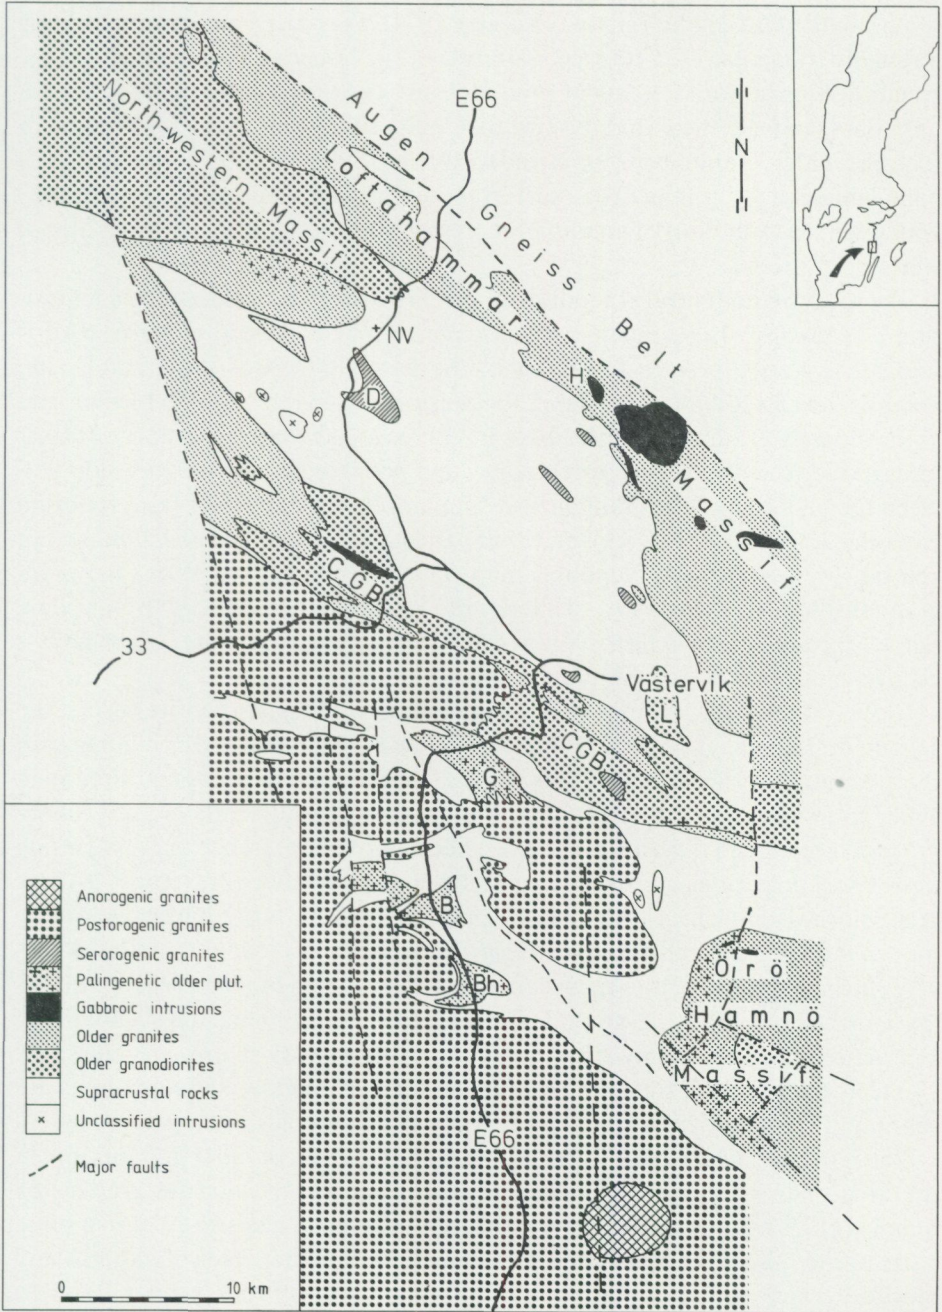 E66
N
Augen Gneiss Belt
North-western Massif
Loftahammar Massif
NV
D
H
CGB
33
Västervik
L
CGB
G
B
Bh
Orö
Hamnö
Massif
E66
Anorogenic granites
Postorogenic granites
Serorogenic granites
Palingenetic older plut.
Gabbroic intrusions
Older granites
Older granodiorites
Supracrustal rocks
x Unclassified intrusions
Major faults
0 10 km